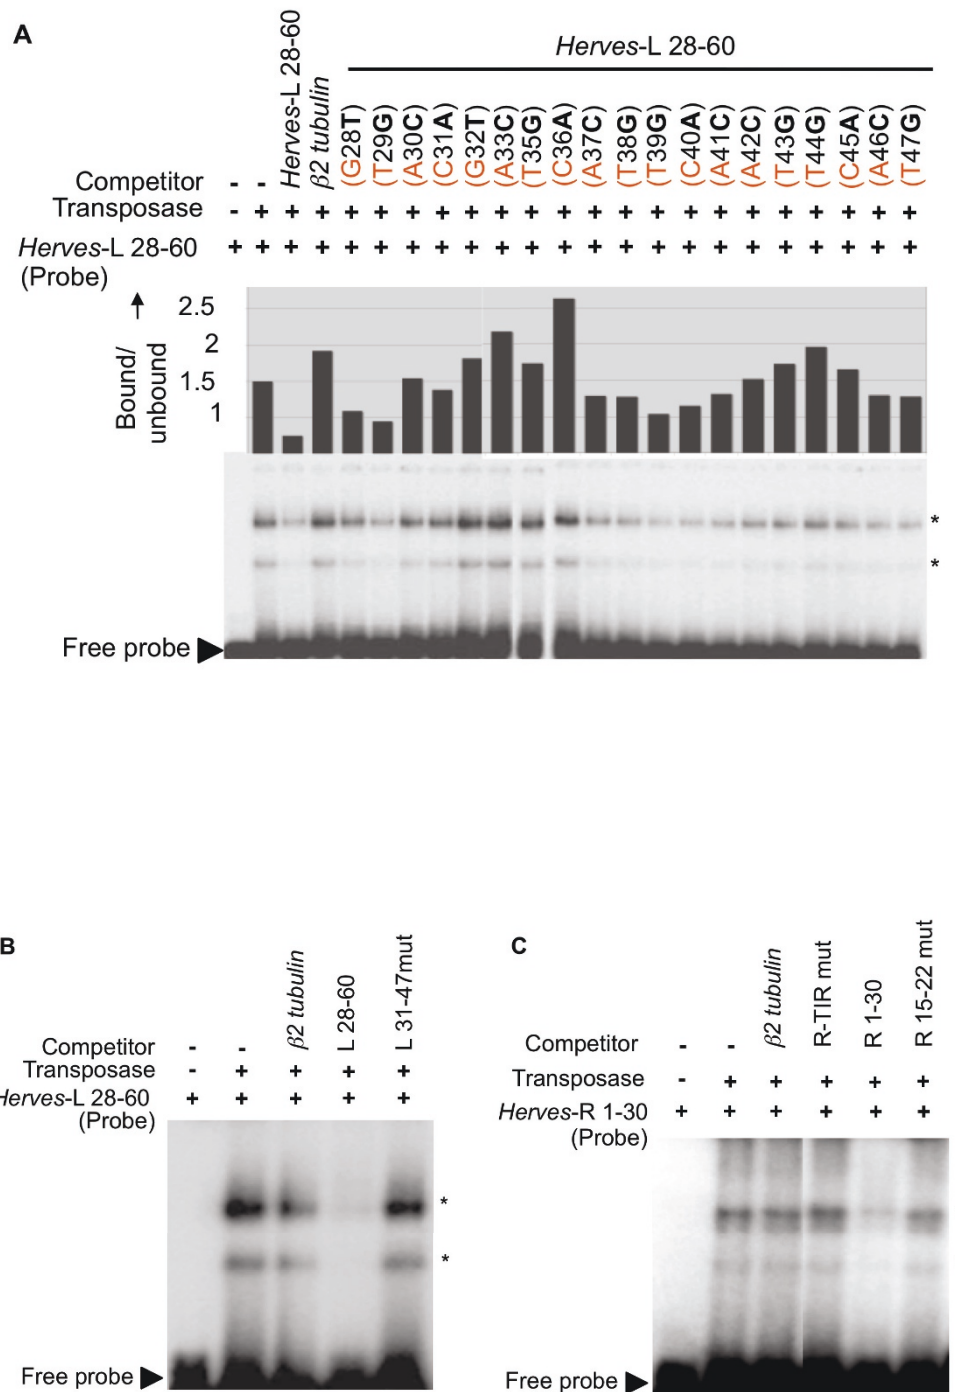 A
Herves-L 28-60
Herves-L 28-60
β2 tubulin
(G28T)
(T29G)
(A30C)
(C31A)
(G32T)
(A33C)
(T35G)
(C36A)
(A37C)
(T38G)
(T39G)
(C40A)
(A41C)
(A42C)
(T43G)
(T44G)
(C45A)
(A46C)
(T47G)
Competitor - -
Transposase - + + + + + + + + + + + + + + + + + + + + + +
Herves-L 28-60 + + + + + + + + + + + + + + + + + + + + + + +
(Probe)
Bound/
unbound
2.5
2
1.5
1
*
*
Free probe
B
β2 tubulin
L 28-60
L 31-47mut
Competitor - -
Transposase - + + + +
Herves-L 28-60 + + + + +
(Probe)
*
*
Free probe
C
β2 tubulin
R-TIR mut
R 1-30
R 15-22 mut
Competitor - -
Transposase - + + + + +
Herves-R 1-30 + + + + + +
(Probe)
Free probe